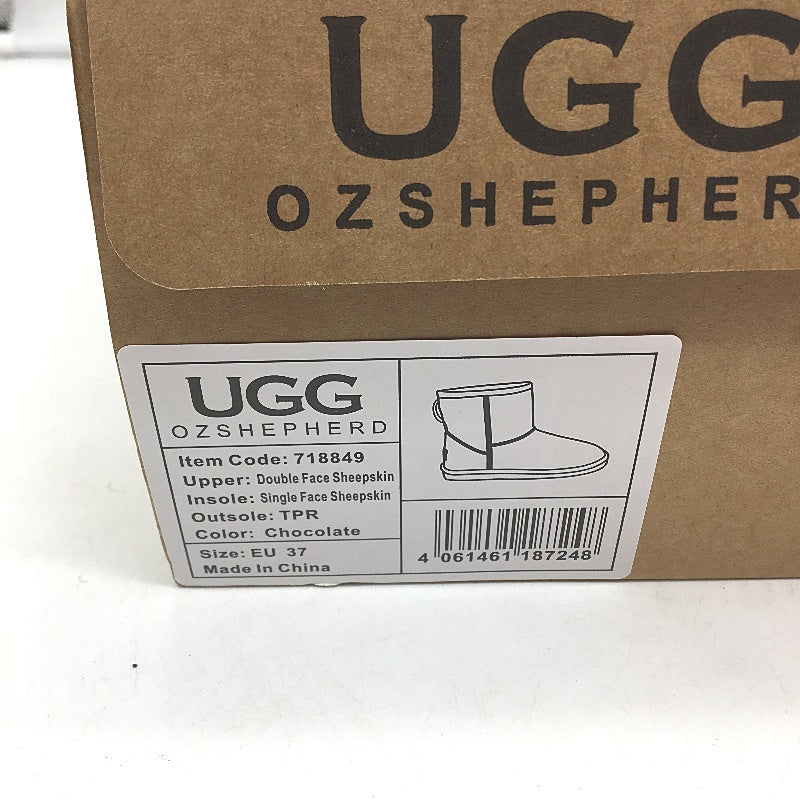 UGG
OZSHEPHER
UGG
OZSHEPHERD
Item Code: 718849
Upper: Double Face Sheepskin
Insole: Single Face Sheepskin
Outsole: TPR
Color: Chocolate
Size: EU 37
Made In China
4 061461 187248